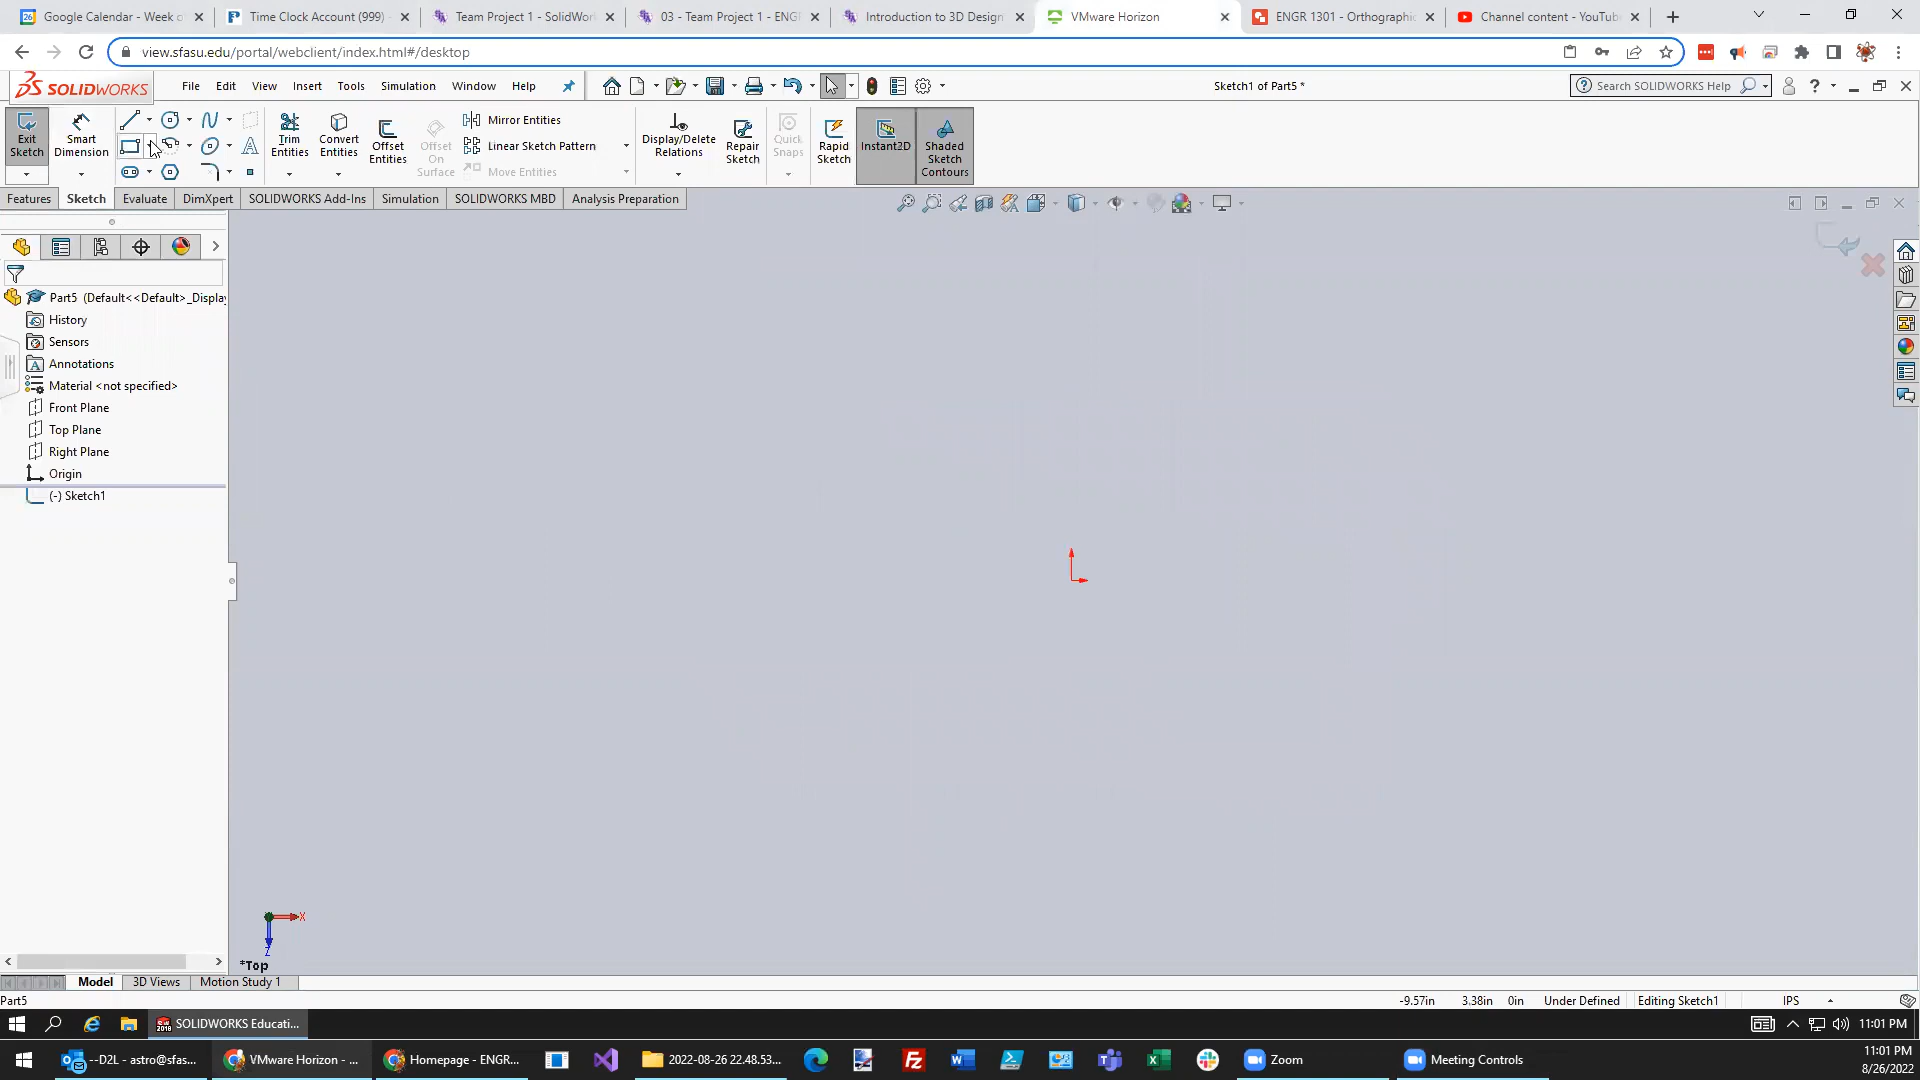 Google Calendar - Week o
Time Clock Account (999) -
Team Project 1 - SolidWor
03 - Team Project 1 - ENGR
Introduction to 3D Design
VMware Horizon
ENGR 1301 - Orthographic
Channel content - YouTube
view.sfasu.edu/portal/webclient/index.html#/desktop
SOLIDWORKS
File Edit View Insert Tools Simulation Window Help
Sketch1 of Part5 *
Search SOLIDWORKS Help
Exit Sketch
Smart Dimension
Trim Entities
Convert Entities
Offset Entities
Offset On Surface
Mirror Entities
Linear Sketch Pattern
Move Entities
Display/Delete Relations
Repair Sketch
Quick Snaps
Rapid Sketch
Instant2D
Shaded Sketch Contours
Features Sketch Evaluate DimXpert SOLIDWORKS Add-Ins Simulation SOLIDWORKS MBD Analysis Preparation
Part5 (Default<<Default>_Display
History
Sensors
Annotations
Material <not specified>
Front Plane
Top Plane
Right Plane
Origin
(-) Sketch1
X
Z
*Top
Model 3D Views Motion Study 1
Part5
-9.57in 3.38in 0in Under Defined Editing Sketch1 IPS
SOLIDWORKS Educati...
11:01 PM
--D2L - astro@sfas...
VMware Horizon - ...
Homepage - ENGR...
2022-08-26 22.48.53...
Zoom
Meeting Controls
11:01 PM
8/26/2022